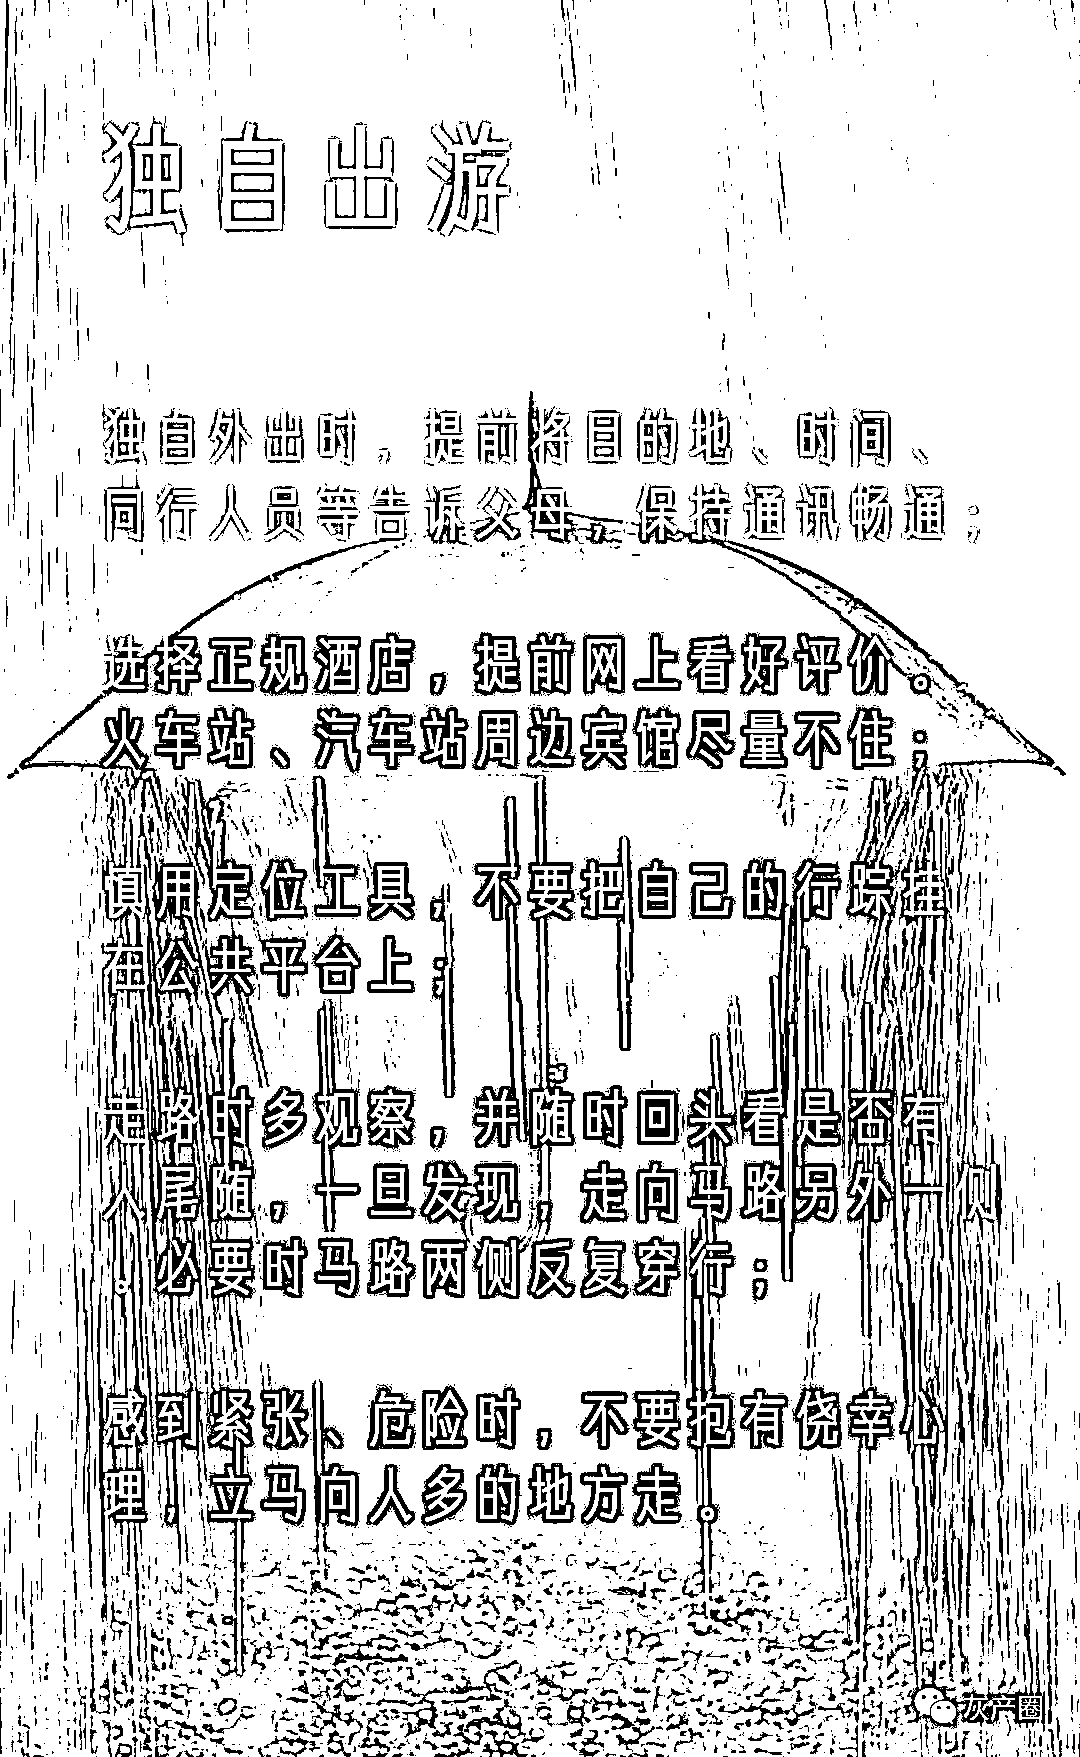 独自出游
独自外出时，提前将目的地、时间、
同行人员等告诉父母，保持通讯畅通；
选择正规酒店，提前网上看好评价。
火车站、汽车站周边宾馆尽量不住；
慎用定位工具，不要把自己的行踪挂
在公共平台上；
走路时多观察，并随时回头看是否有
人尾随，一旦发现，走向马路另外一侧
。必要时马路两侧反复穿行；
感到紧张、危险时，不要抱有侥幸心
理，立马向人多的地方走。
灰产圈